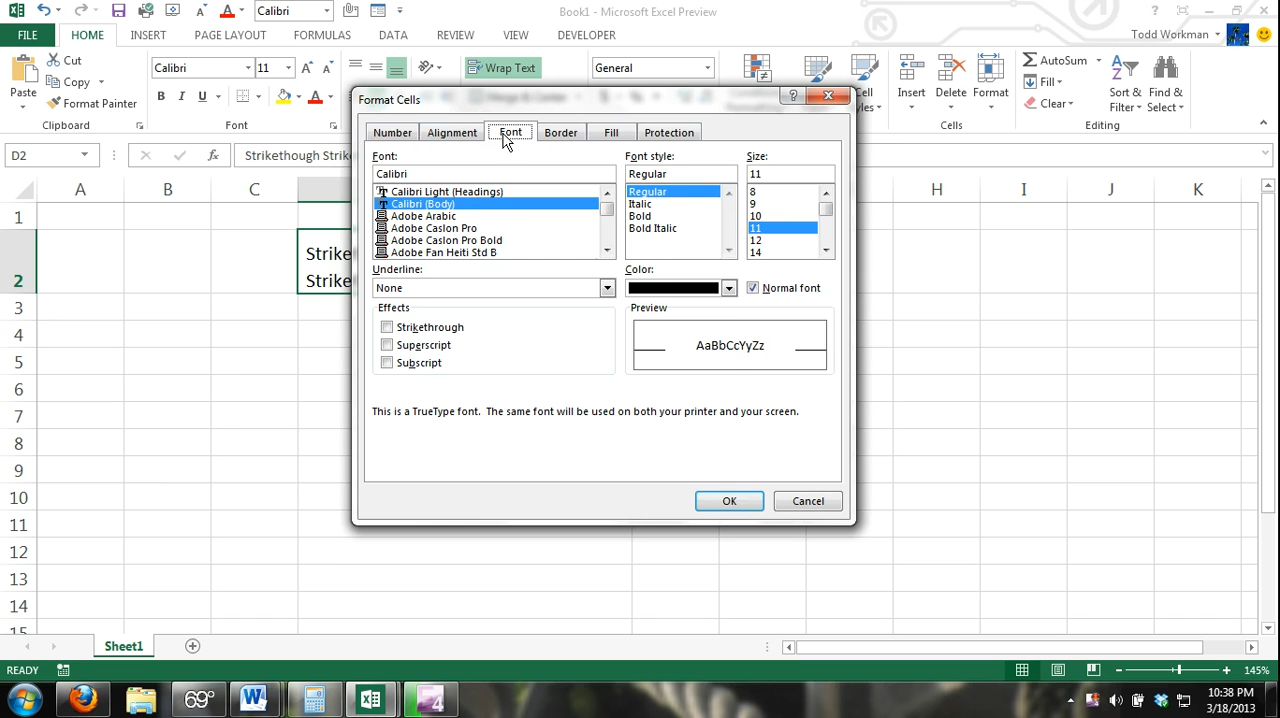 Calibri
Book1 - Microsoft Excel Preview
FILE HOME INSERT PAGE LAYOUT FORMULAS DATA REVIEW VIEW DEVELOPER Todd Workman
Cut
Copy
Format Painter
Paste
Clipboard
Calibri 11
I U A
Font
Wrap Text
General
Insert Delete Format
Cells
AutoSum
Fill
Clear
Sort & Filter
Find & Select
Editing
D2 fx Strikethough Strike
A B C H I J K
1
2
Strike
Strike
3
4
5
6
7
8
9
10
11
12
13
14
15
Format Cells
Number Alignment Font Border Fill Protection
Font: Font style: Size:
Calibri Regular 11
Calibri Light (Headings)
Calibri (Body)
Adobe Arabic
Adobe Caslon Pro
Adobe Caslon Pro Bold
Adobe Fan Heiti Std B
Regular
Italic
Bold
Bold Italic
8
9
10
11
12
14
Underline: Color:
None Normal font
Effects Preview
Strikethrough
Superscript
Subscript
AaBbCcYyZz
This is a TrueType font. The same font will be used on both your printer and your screen.
OK Cancel
Sheet1
READY 145%
69°
10:38 PM
3/18/2013